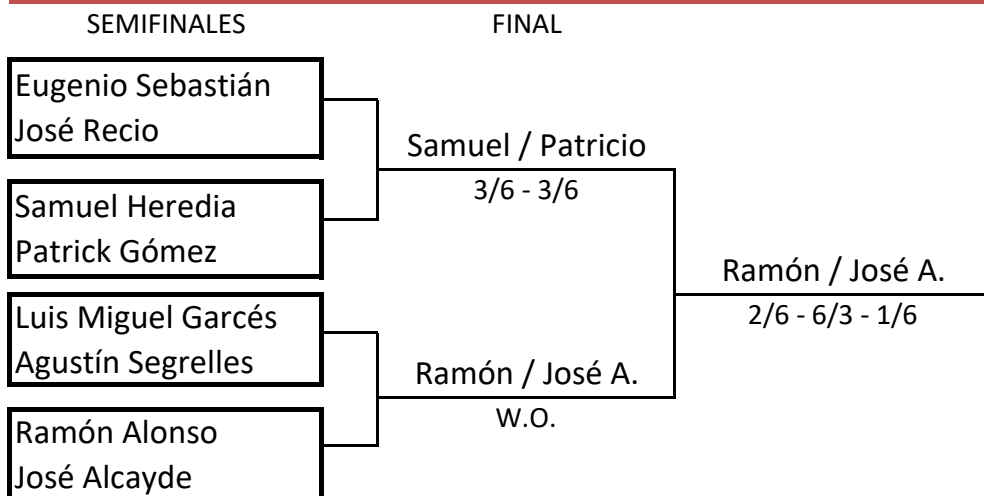 SEMIFINALES
FINAL
Eugenio Sebastián
José Recio
Samuel / Patricio
3/6 - 3/6
Samuel Heredia
Patrick Gómez
Ramón / José A.
2/6 - 6/3 - 1/6
Luis Miguel Garcés
Agustín Segrelles
Ramón / José A.
W.O.
Ramón Alonso
José Alcayde